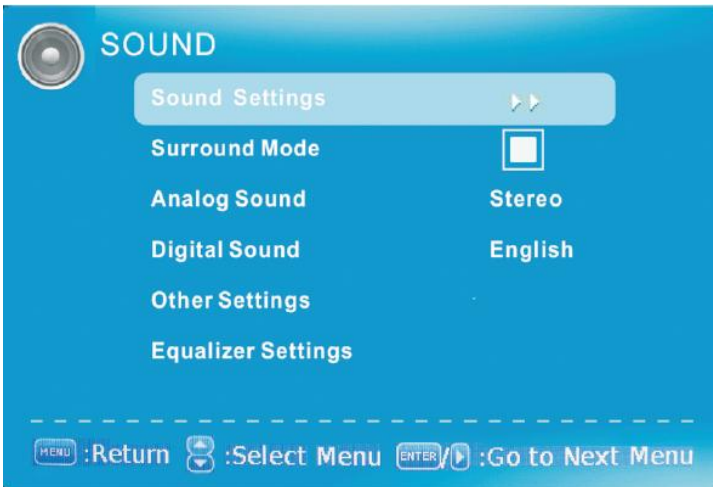 SOUND
Sound Settings
Surround Mode
Analog Sound Stereo
Digital Sound English
Other Settings
Equalizer Settings
MENU :Return :Select Menu ENTER / :Go to Next Menu